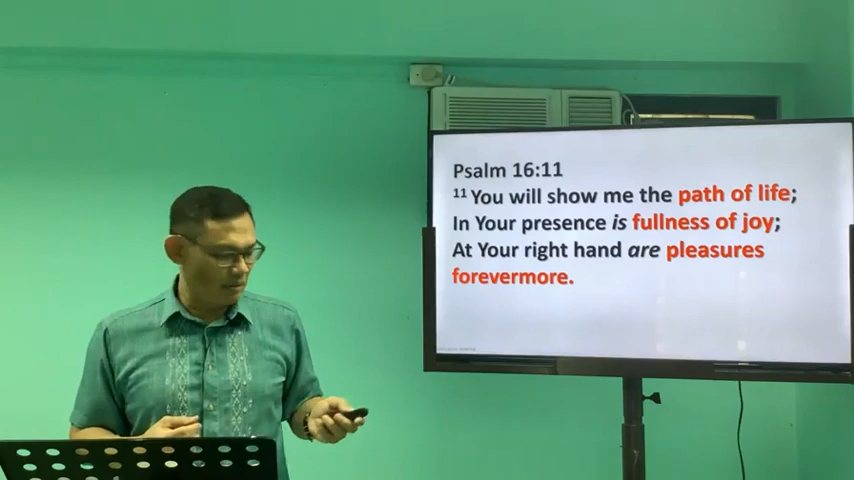 Psalm 16:11
11 You will show me the path of life;
In Your presence is fullness of joy;
At Your right hand are pleasures
forevermore.